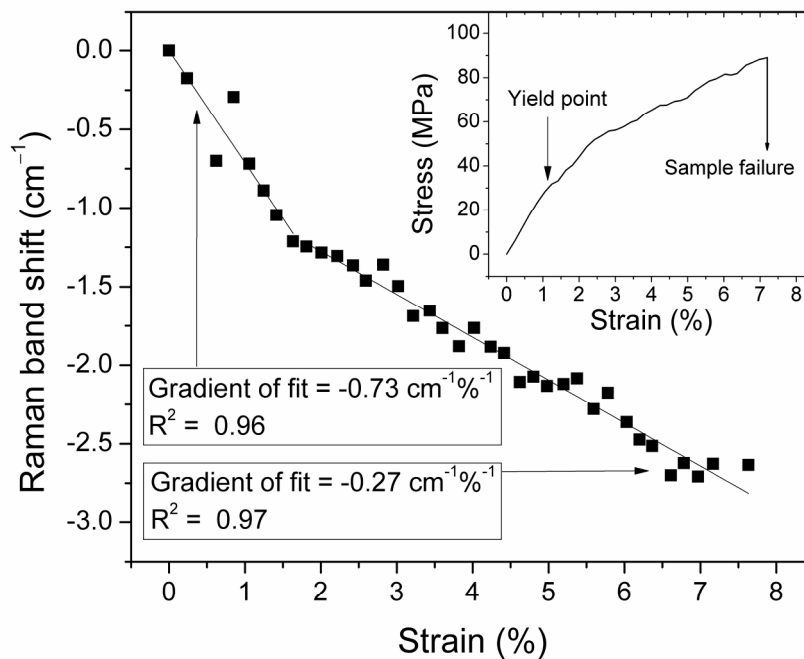 0.0
-0.5
-1.0
-1.5
-2.0
-2.5
-3.0
Raman band shift (cm⁻¹)
0 1 2 3 4 5 6 7 8
Strain (%)
Gradient of fit = -0.73 cm⁻¹%⁻¹
R² = 0.96
Gradient of fit = -0.27 cm⁻¹%⁻¹
R² = 0.97
100
80
60
40
20
0
Stress (MPa)
Yield point
Sample failure
0 1 2 3 4 5 6 7 8
Strain (%)